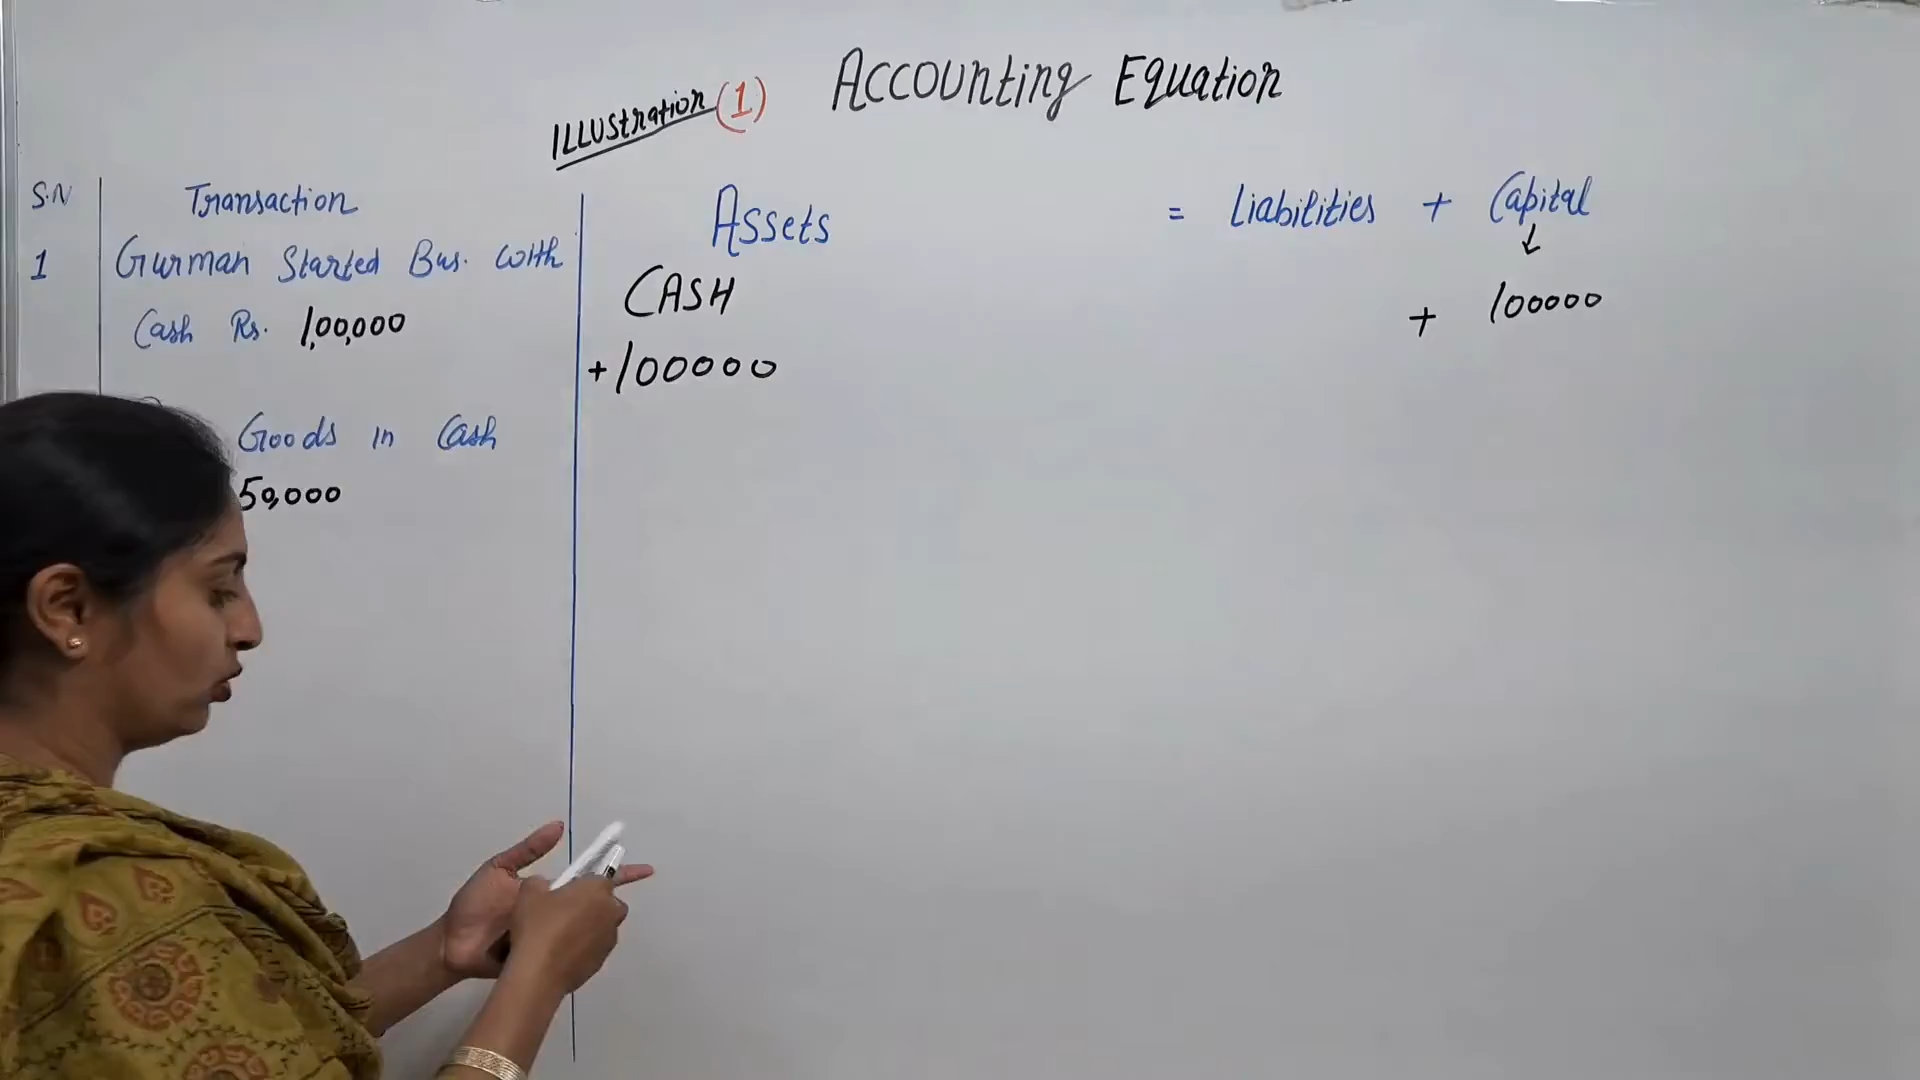 Accounting Equation
ILLUStration (1)
S.N Transaction Assets = Liabilities + Capital
1 Gurman Started Bus. with
Cash Rs. 1,00,000
CASH
+100000
↓
+ 100000
Goods in Cash
50,000